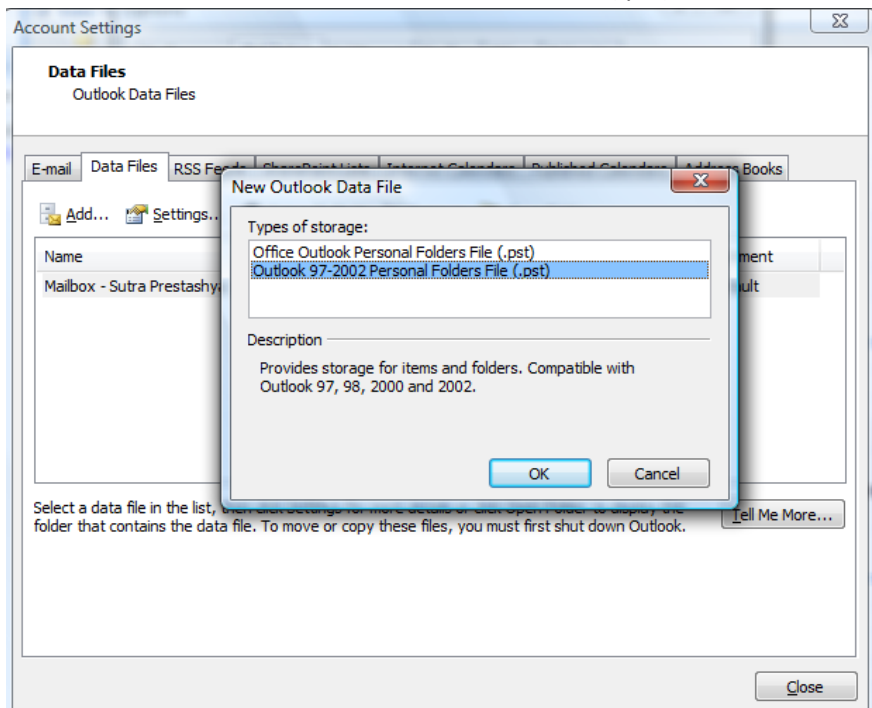 Account Settings
Data Files
Outlook Data Files
E-mail Data Files RSS Books
New Outlook Data File
Add... Settings..
Types of storage:
Office Outlook Personal Folders File (.pst)
Outlook 97-2002 Personal Folders File (.pst)
Name
Mailbox - Sutra
Description
Provides storage for items and folders. Compatible with
Outlook 97, 98, 2000 and 2002.
OK Cancel
Select a data file in the list,
folder that contains the data file. To move or copy these files, you must first shut down Outlook.
Tell Me More...
Close